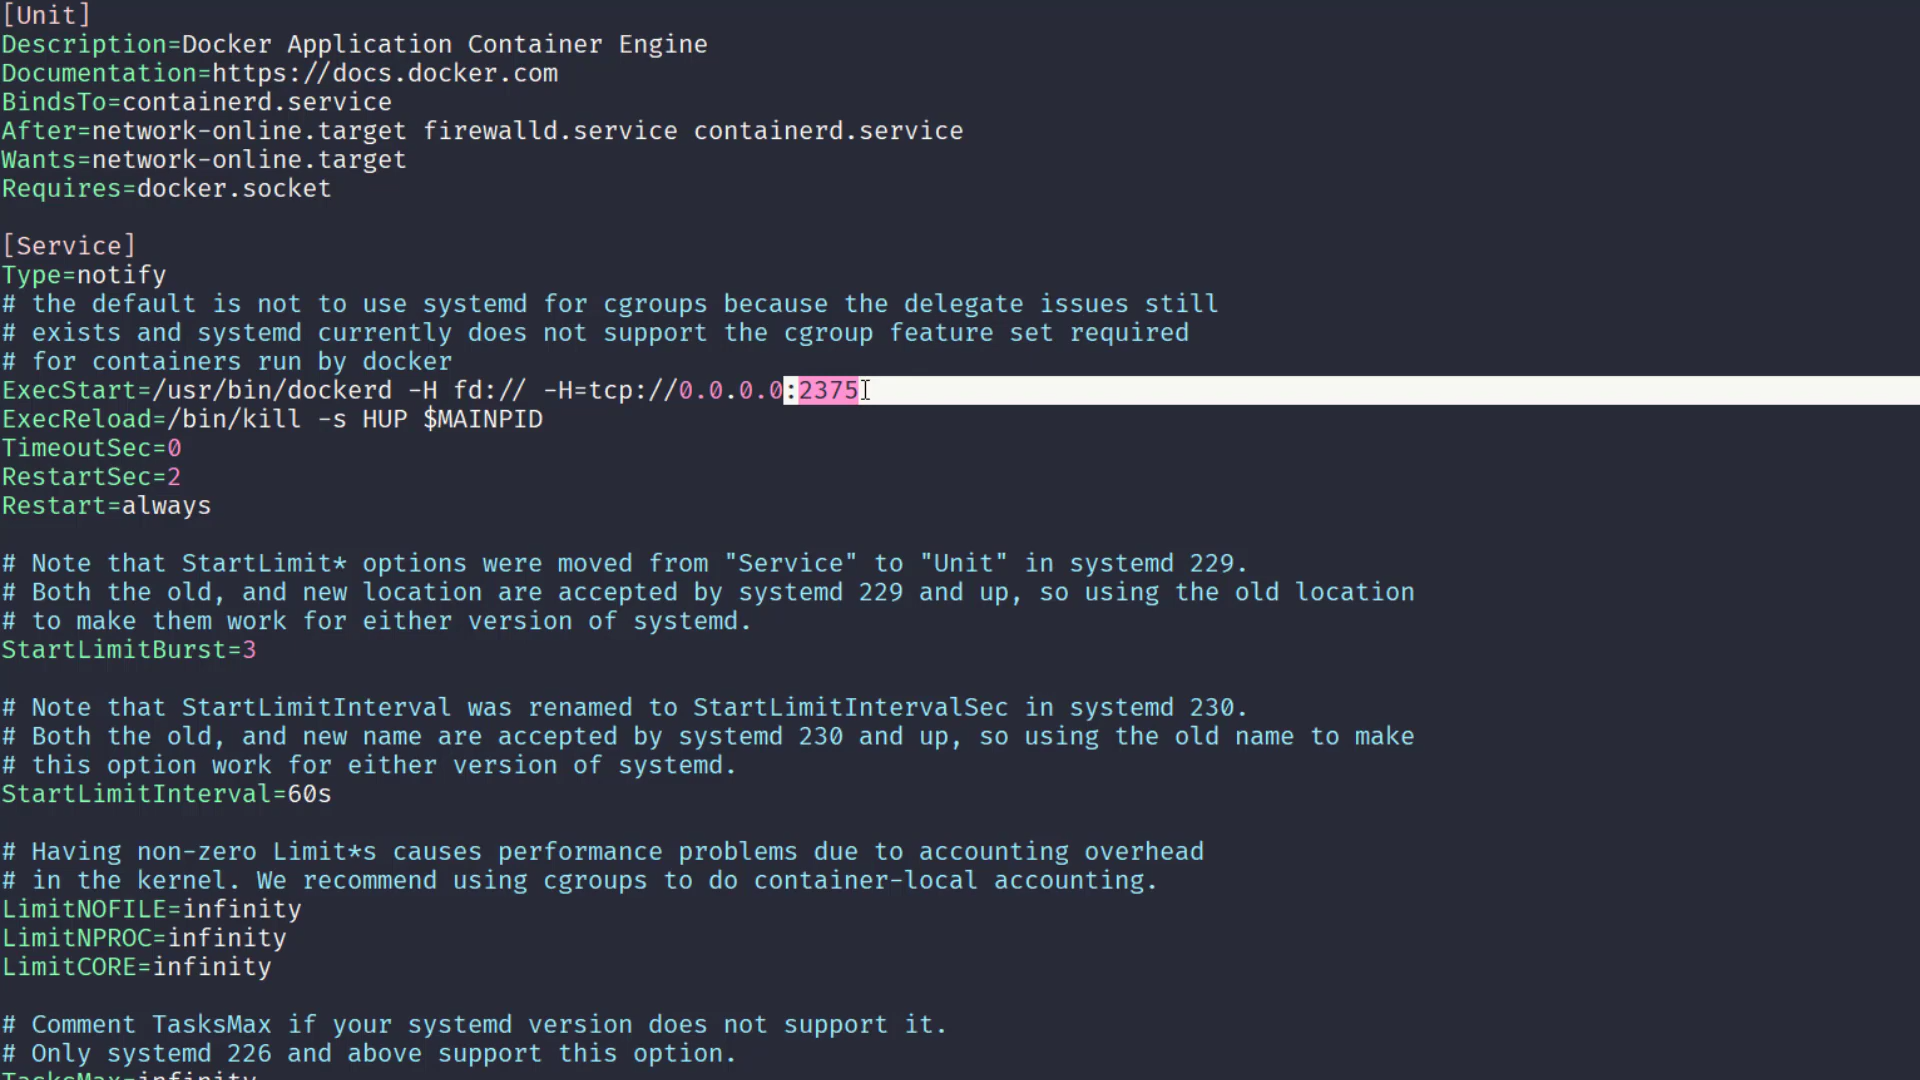 [Unit]
Description=Docker Application Container Engine
Documentation=https://docs.docker.com
BindsTo=containerd.service
After=network-online.target firewalld.service containerd.service
Wants=network-online.target
Requires=docker.socket
[Service]
Type=notify
# the default is not to use systemd for cgroups because the delegate issues still
# exists and systemd currently does not support the cgroup feature set required
# for containers run by docker
ExecStart=/usr/bin/dockerd -H fd:// -H=tcp://0.0.0.0:2375
ExecReload=/bin/kill -s HUP $MAINPID
TimeoutSec=0
RestartSec=2
Restart=always
# Note that StartLimit* options were moved from "Service" to "Unit" in systemd 229.
# Both the old, and new location are accepted by systemd 229 and up, so using the old location
# to make them work for either version of systemd.
StartLimitBurst=3
# Note that StartLimitInterval was renamed to StartLimitIntervalSec in systemd 230.
# Both the old, and new name are accepted by systemd 230 and up, so using the old name to make
# this option work for either version of systemd.
StartLimitInterval=60s
# Having non-zero Limit*s causes performance problems due to accounting overhead
# in the kernel. We recommend using cgroups to do container-local accounting.
LimitNOFILE=infinity
LimitNPROC=infinity
LimitCORE=infinity
# Comment TasksMax if your systemd version does not support it.
# Only systemd 226 and above support this option.
TasksMax=infinity